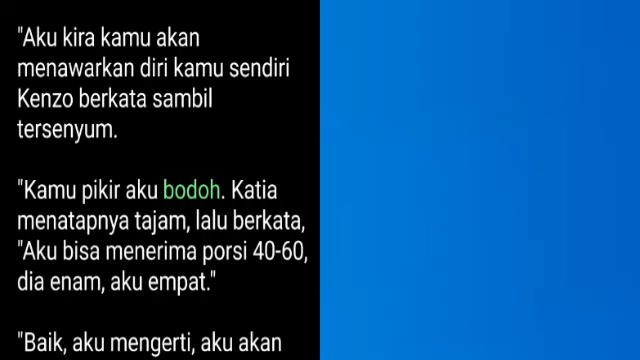 "Aku kira kamu akan
menawarkan diri kamu sendiri
Kenzo berkata sambil
tersenyum.
"Kamu pikir aku bodoh. Katia
menatapnya tajam, lalu berkata,
"Aku bisa menerima porsi 40-60,
dia enam, aku empat."
"Baik, aku mengerti, aku akan